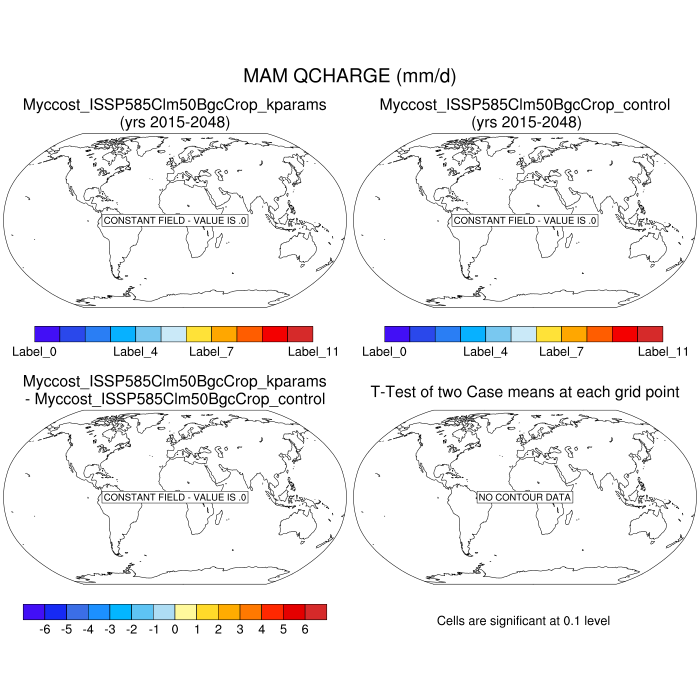 MAM QCHARGE (mm/d)
Myccost_ISSP585Clm50BgcCrop_kparams
(yrs 2015-2048)
Myccost_ISSP585Clm50BgcCrop_control
(yrs 2015-2048)
CONSTANT FIELD - VALUE IS .0
CONSTANT FIELD - VALUE IS .0
Label_0 Label_4 Label_7 Label_11
Label_0 Label_4 Label_7 Label_11
Myccost_ISSP585Clm50BgcCrop_kparams
- Myccost_ISSP585Clm50BgcCrop_control
T-Test of two Case means at each grid point
CONSTANT FIELD - VALUE IS .0
NO CONTOUR DATA
-6 -5 -4 -3 -2 -1 0 1 2 3 4 5 6
Cells are significant at 0.1 level